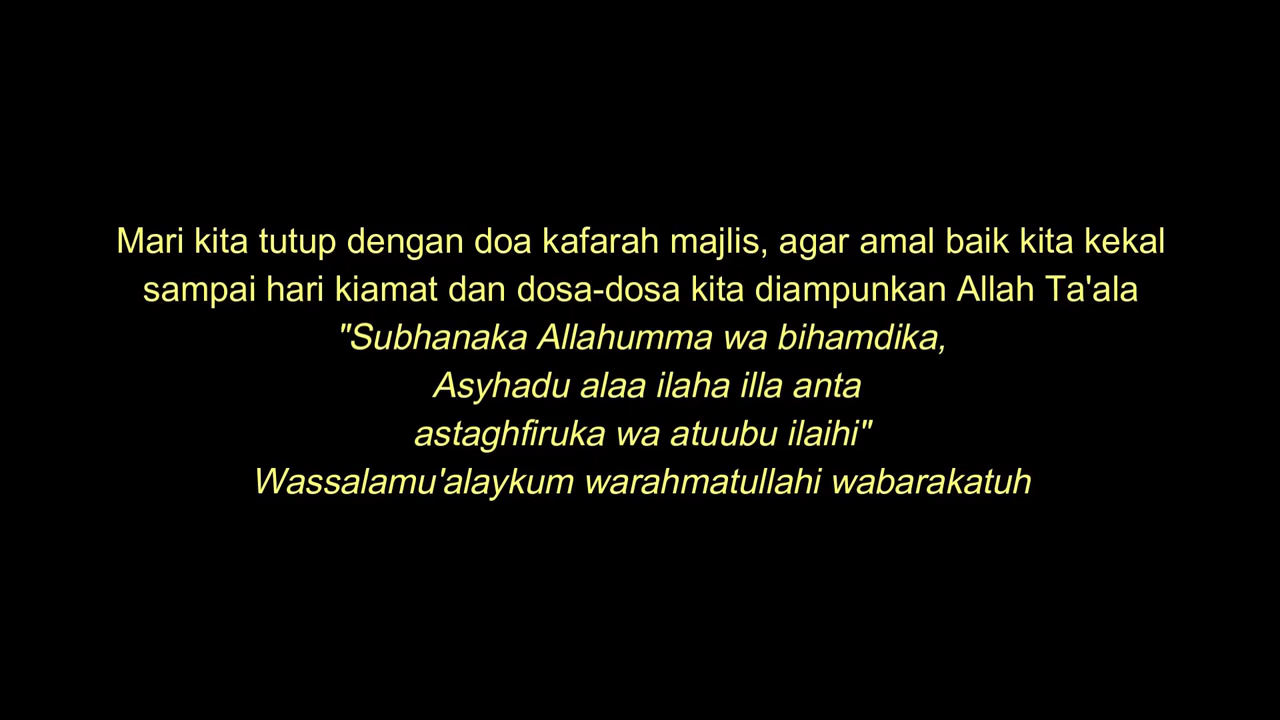 Mari kita tutup dengan doa kafarah majlis, agar amal baik kita kekal
sampai hari kiamat dan dosa-dosa kita diampunkan Allah Ta'ala
"Subhanaka Allahumma wa bihamdika,
Asyhadu alaa ilaha illa anta
astaghfiruka wa atuubu ilaihi"
Wassalamu'alaykum warahmatullahi wabarakatuh